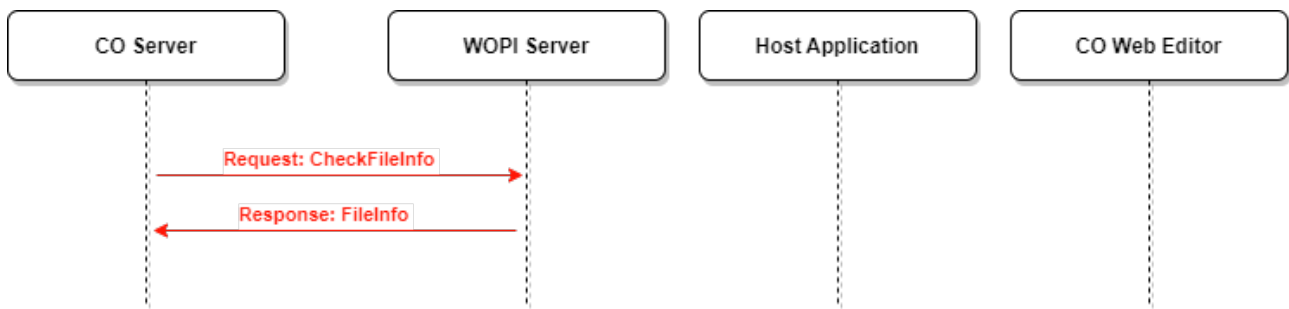 CO Server
WOPI Server
Host Application
CO Web Editor
Request: CheckFileInfo
Response: FileInfo